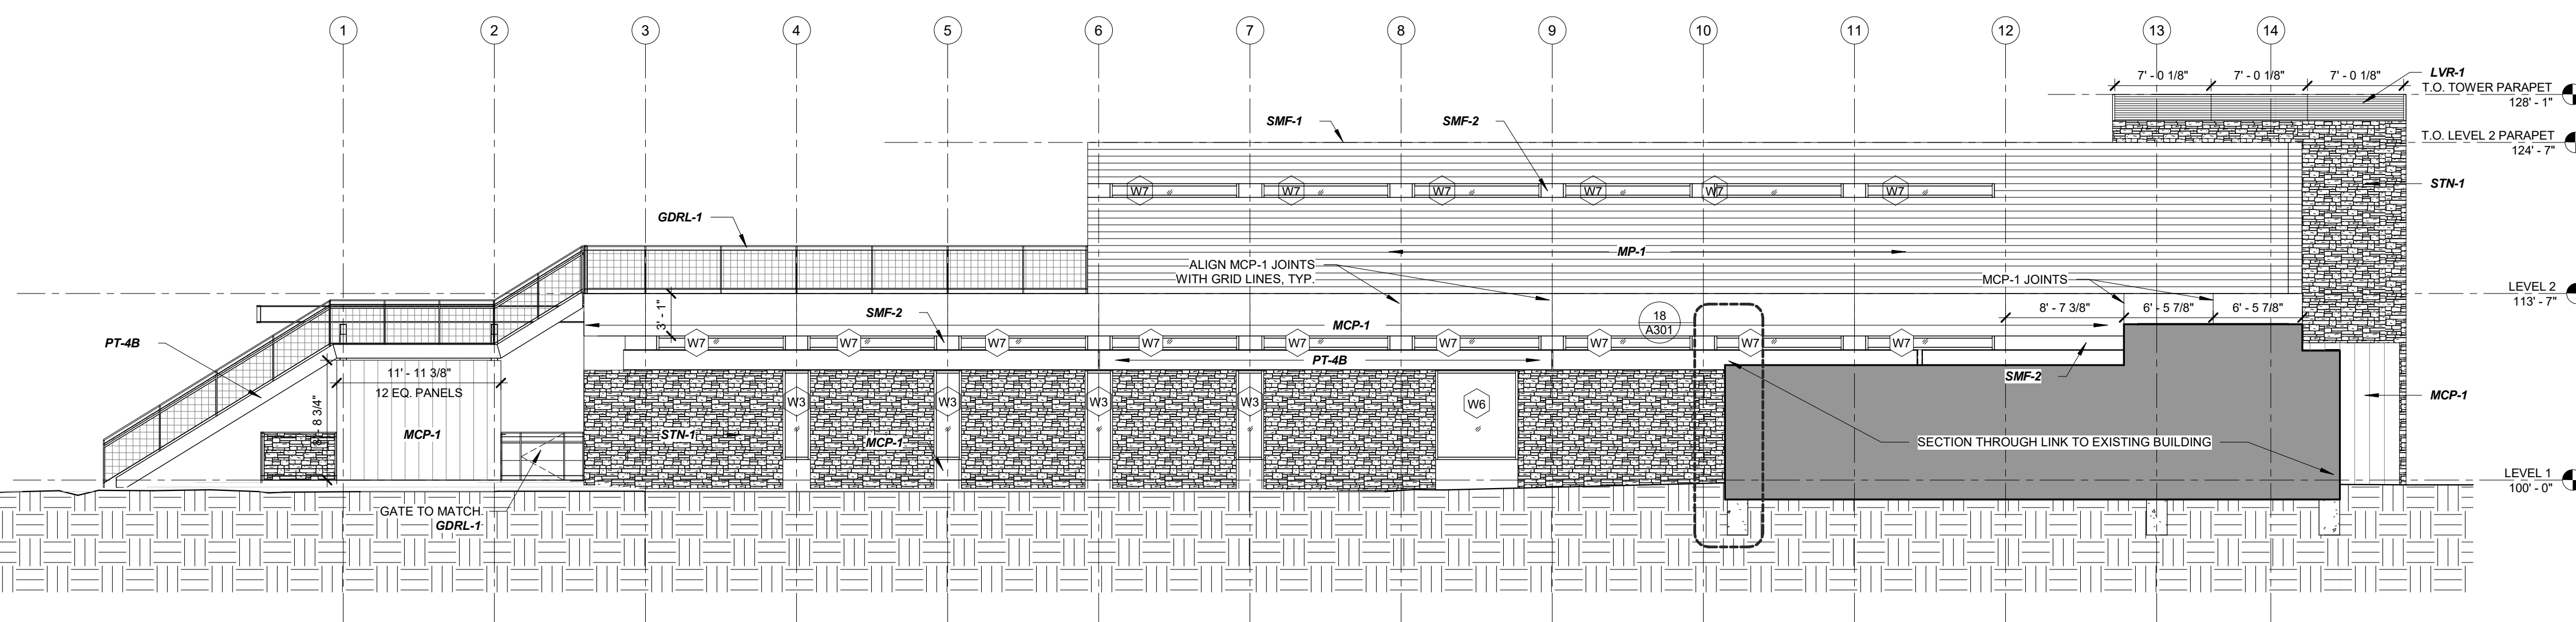 1 2 3 4 5 6 7 8 9 10 11 12 13 14
7' - 0 1/8" 7' - 0 1/8" 7' - 0 1/8"
LVR-1
T.O. TOWER PARAPET
128' - 1"
SMF-1 SMF-2
T.O. LEVEL 2 PARAPET
124' - 7"
W7 W7 W7 W7 W7 W7
STN-1
GDRL-1
MP-1
ALIGN MCP-1 JOINTS
WITH GRID LINES, TYP.
MCP-1 JOINTS
LEVEL 2
113' - 7"
3' - 1"
8' - 7 3/8" 6' - 5 7/8" 6' - 5 7/8"
SMF-2
18
A301
MCP-1
PT-4B
W7 W7 W7 W7 W7 W7 W7 W7 W7
PT-4B
11' - 11 3/8"
12 EQ. PANELS
SMF-2
MCP-1
8' - 8 3/4"
W3 W3 W3 W3 W6
MCP-1
STN-1
MCP-1
SECTION THROUGH LINK TO EXISTING BUILDING
LEVEL 1
100' - 0"
GATE TO MATCH
GDRL-1